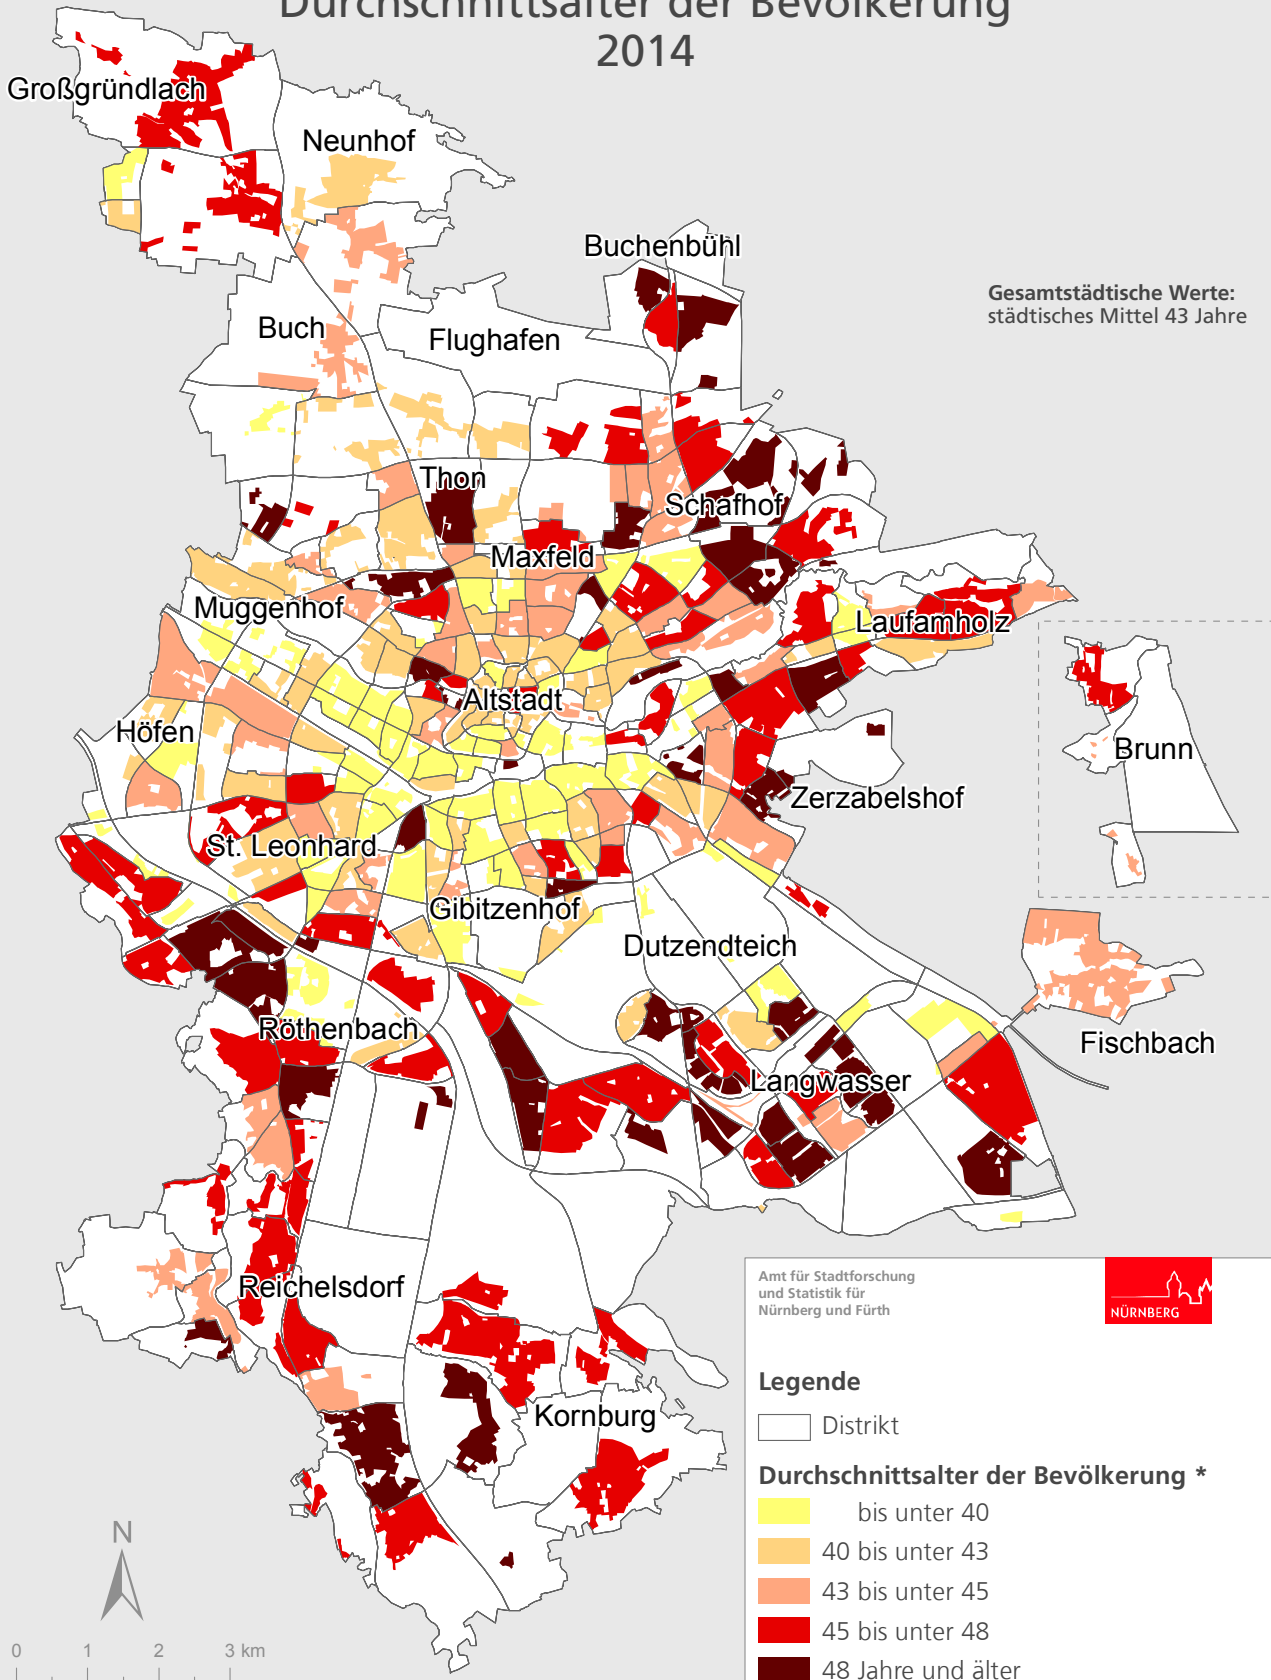 Durchschnittsalter der Bevölkerung
2014
Großgründlach
Neunhof
Buchenbühl
Gesamtstädtische Werte:
städtisches Mittel 43 Jahre
Buch
Flughafen
Thon
Schafhof
Maxfeld
Muggenhof
Laufamholz
Altstadt
Höfen
Brunn
Zerzabelshof
St. Leonhard
Gibitzenhof
Dutzendteich
Röthenbach
Fischbach
Langwasser
Reichelsdorf
Kornburg
Amt für Stadtforschung
und Statistik für
Nürnberg und Fürth
NÜRNBERG
Legende
Distrikt
Durchschnittsalter der Bevölkerung *
bis unter 40
40 bis unter 43
43 bis unter 45
45 bis unter 48
48 Jahre und älter
N
0 1 2 3 km